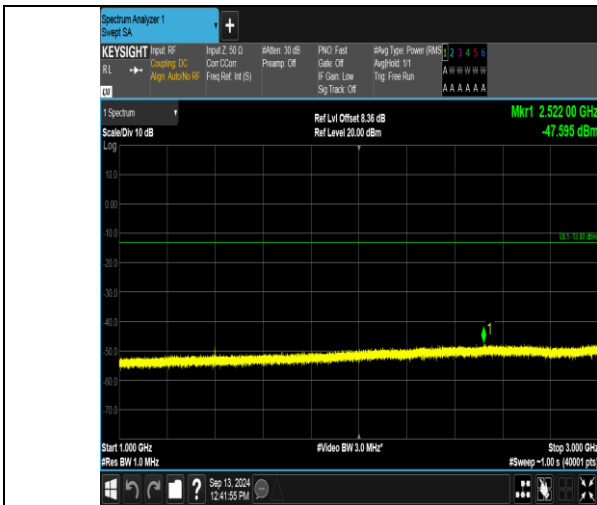 Spectrum Analyzer 1
Swept SA
+
KEYSIGHT
RL
LXI
Input: RF
Coupling: DC
Align: Auto/No RF
Input Z: 50 Ω
Corr CCorr
Freq Ref: Int (S)
#Atten: 30 dB
Preamp: Off
PNO: Fast
Gate: Off
IF Gain: Low
Sig Track: Off
#Avg Type: Power (RMS
Avg|Hold: 1/1
Trig: Free Run
1 2 3 4 5 6
A W W W W W
A A A A A A
1 Spectrum
Scale/Div 10 dB
Log
Ref Lvl Offset 8.36 dB
Ref Level 20.00 dBm
Mkr1 2.522 00 GHz
-47.595 dBm
10.0
0.00
-10.0
DL1 -13.00 dBm
-20.0
-30.0
-40.0
1
-50.0
-60.0
-70.0
Start 1.000 GHz
#Video BW 3.0 MHz*
Stop 3.000 GHz
#Res BW 1.0 MHz
#Sweep ~1.00 s (40001 pts)
?
Sep 13, 2024
12:41:55 PM